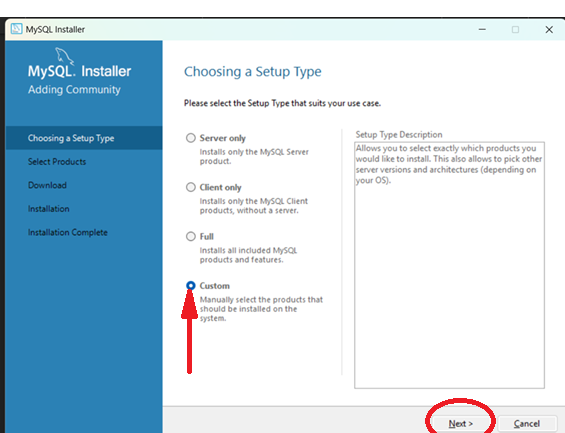 MySQL Installer
MySQL. Installer
Adding Community
Choosing a Setup Type
Select Products
Download
Installation
Installation Complete
Choosing a Setup Type
Please select the Setup Type that suits your use case.
Server only
Installs only the MySQL Server
product.
Client only
Installs only the MySQL Client
products, without a server.
Full
Installs all included MySQL
products and features.
Custom
Manually select the products that
should be installed on the
system.
Setup Type Description
Allows you to select exactly which products you
would like to install. This also allows to pick other
server versions and architectures (depending on
your OS).
Next >
Cancel